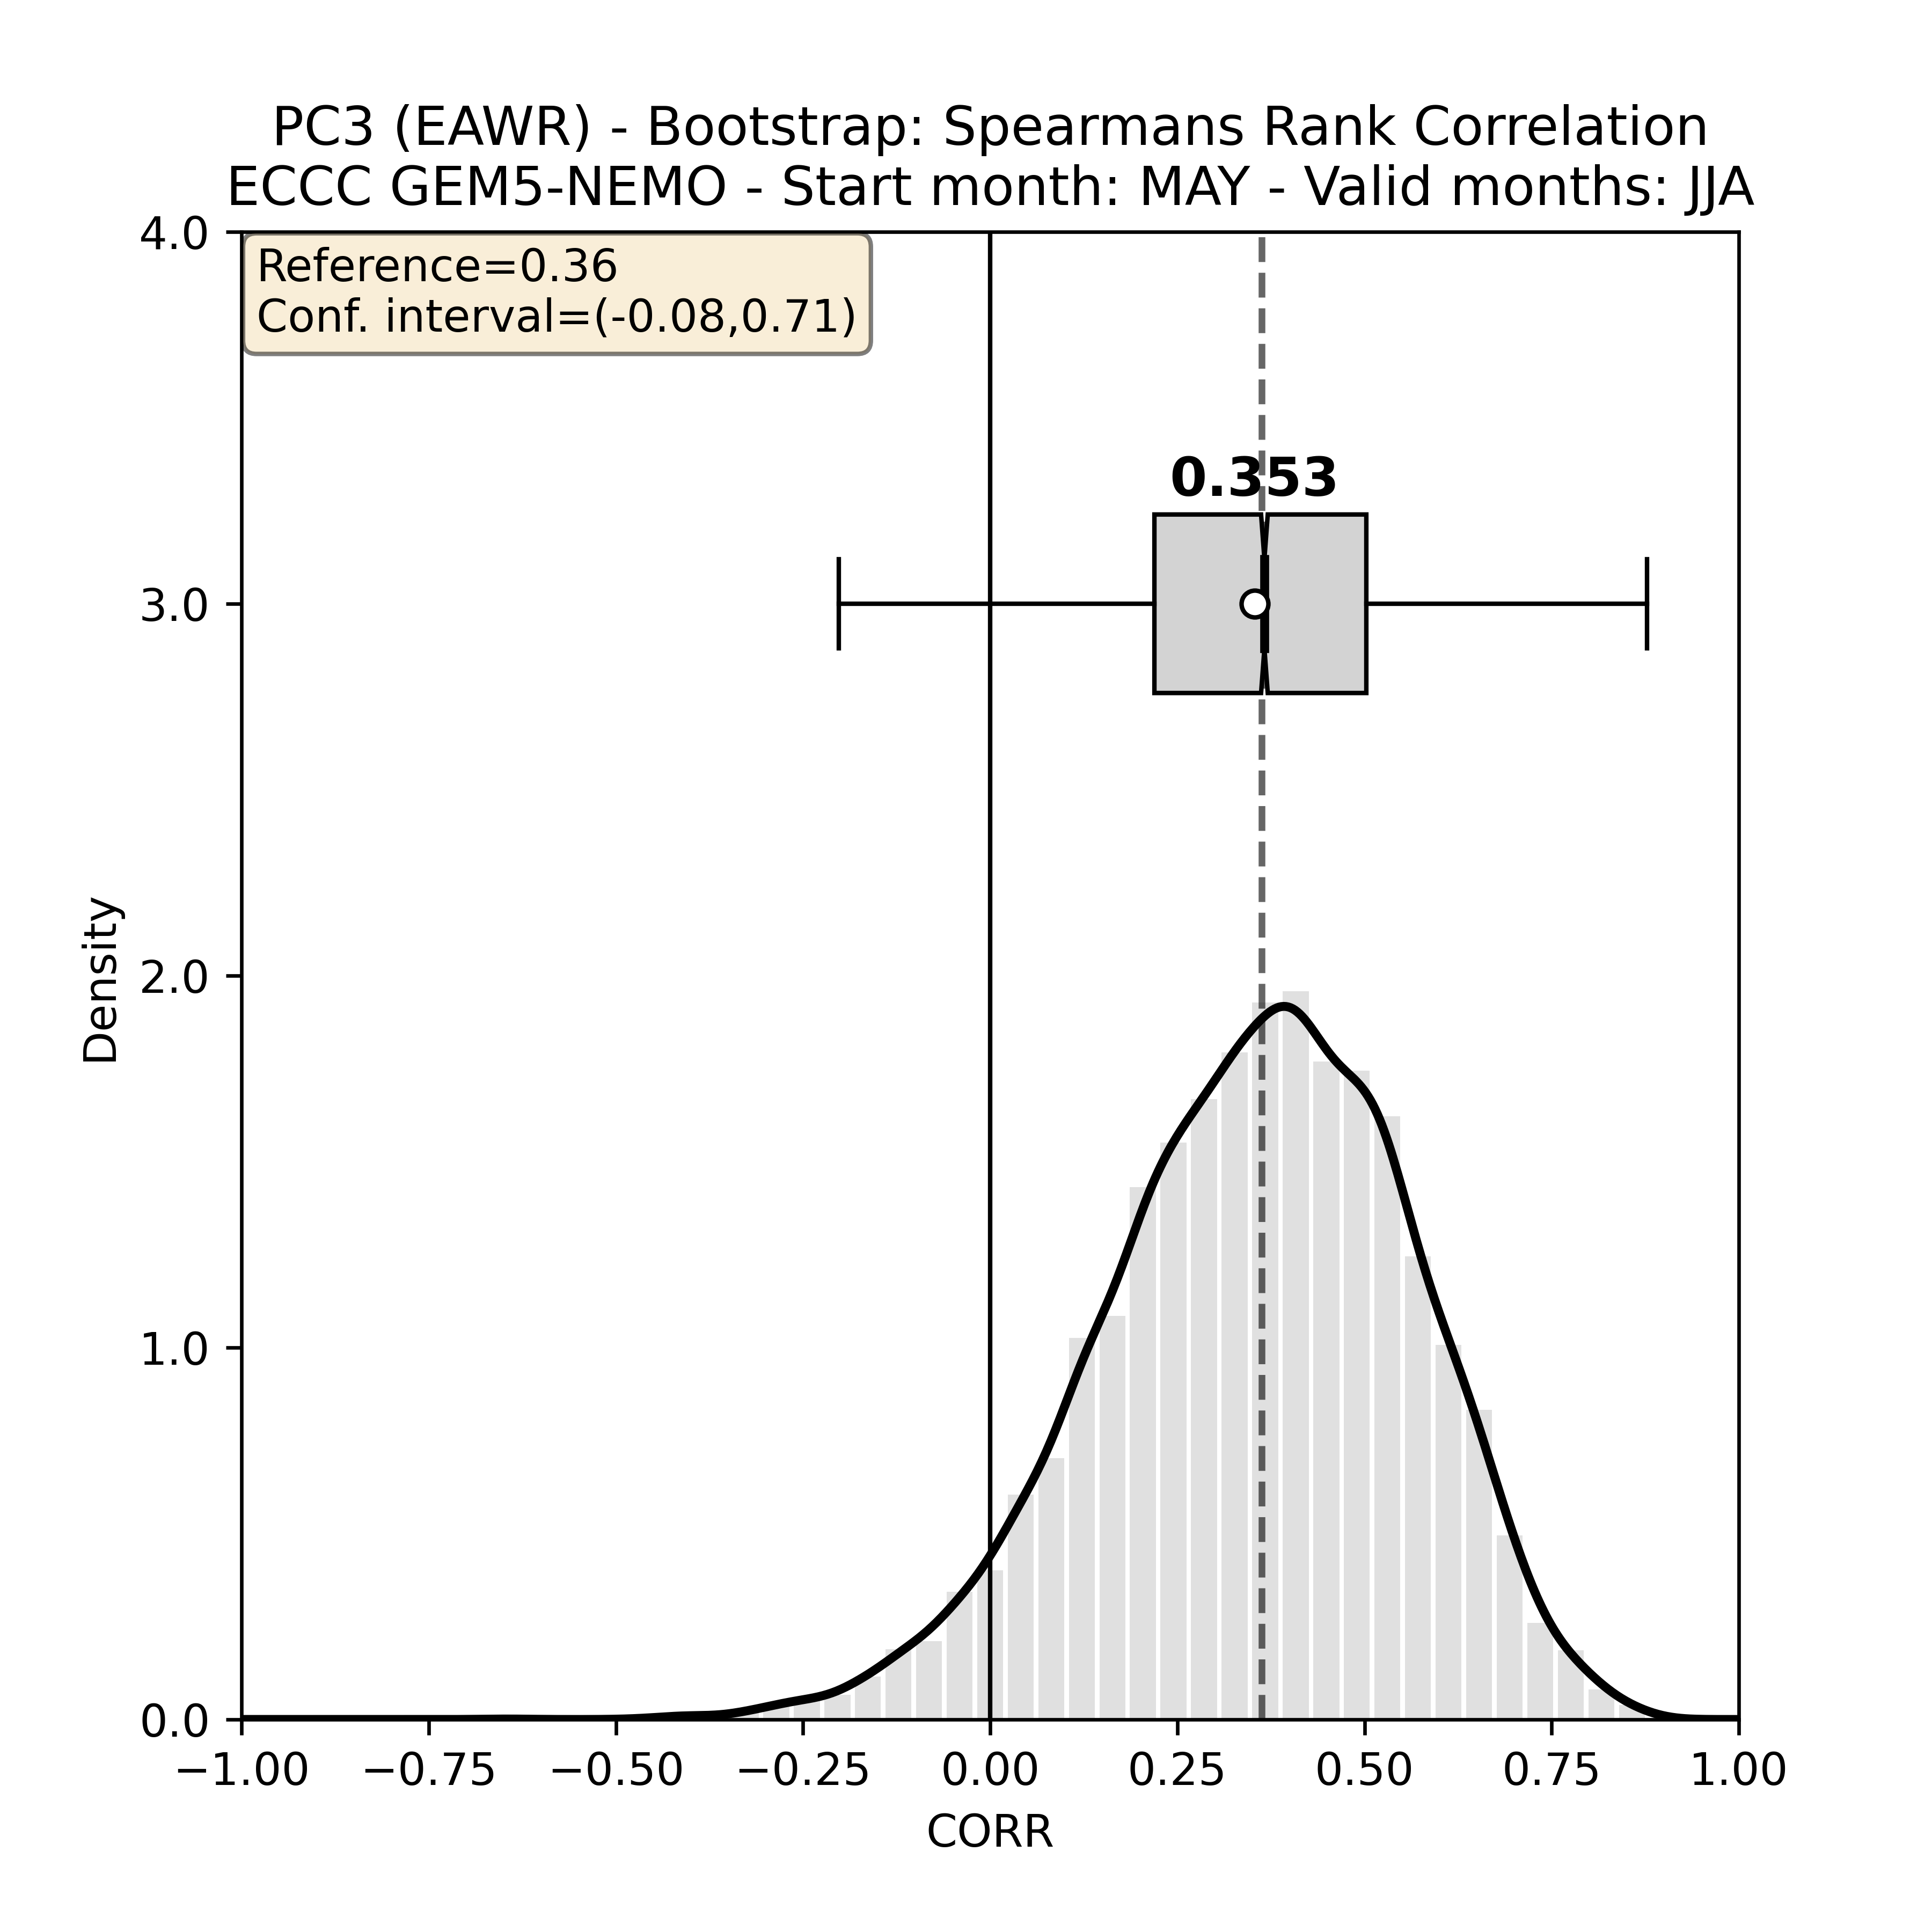 PC3 (EAWR) - Bootstrap: Spearmans Rank Correlation
ECCC GEM5-NEMO - Start month: MAY - Valid months: JJA
Reference=0.36
Conf. interval=(-0.08,0.71)
0.353
Density
4.0
3.0
2.0
1.0
0.0
−1.00 −0.75 −0.50 −0.25 0.00 0.25 0.50 0.75 1.00
CORR